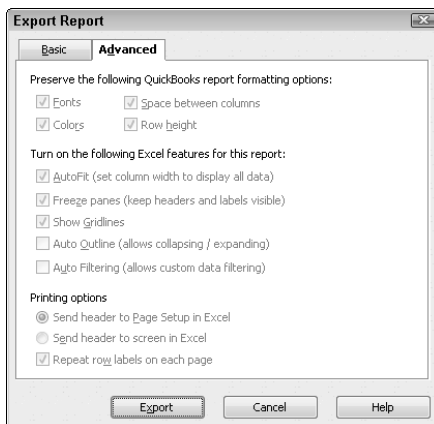 Export Report
Basic
Advanced
Preserve the following QuickBooks report formatting options:
Fonts
Space between columns
Colors
Row height
Turn on the following Excel features for this report:
AutoFit (set column width to display all data)
Freeze panes (keep headers and labels visible)
Show Gridlines
Auto Outline (allows collapsing / expanding)
Auto Filtering (allows custom data filtering)
Printing options
Send header to Page Setup in Excel
Send header to screen in Excel
Repeat row labels on each page
Export
Cancel
Help